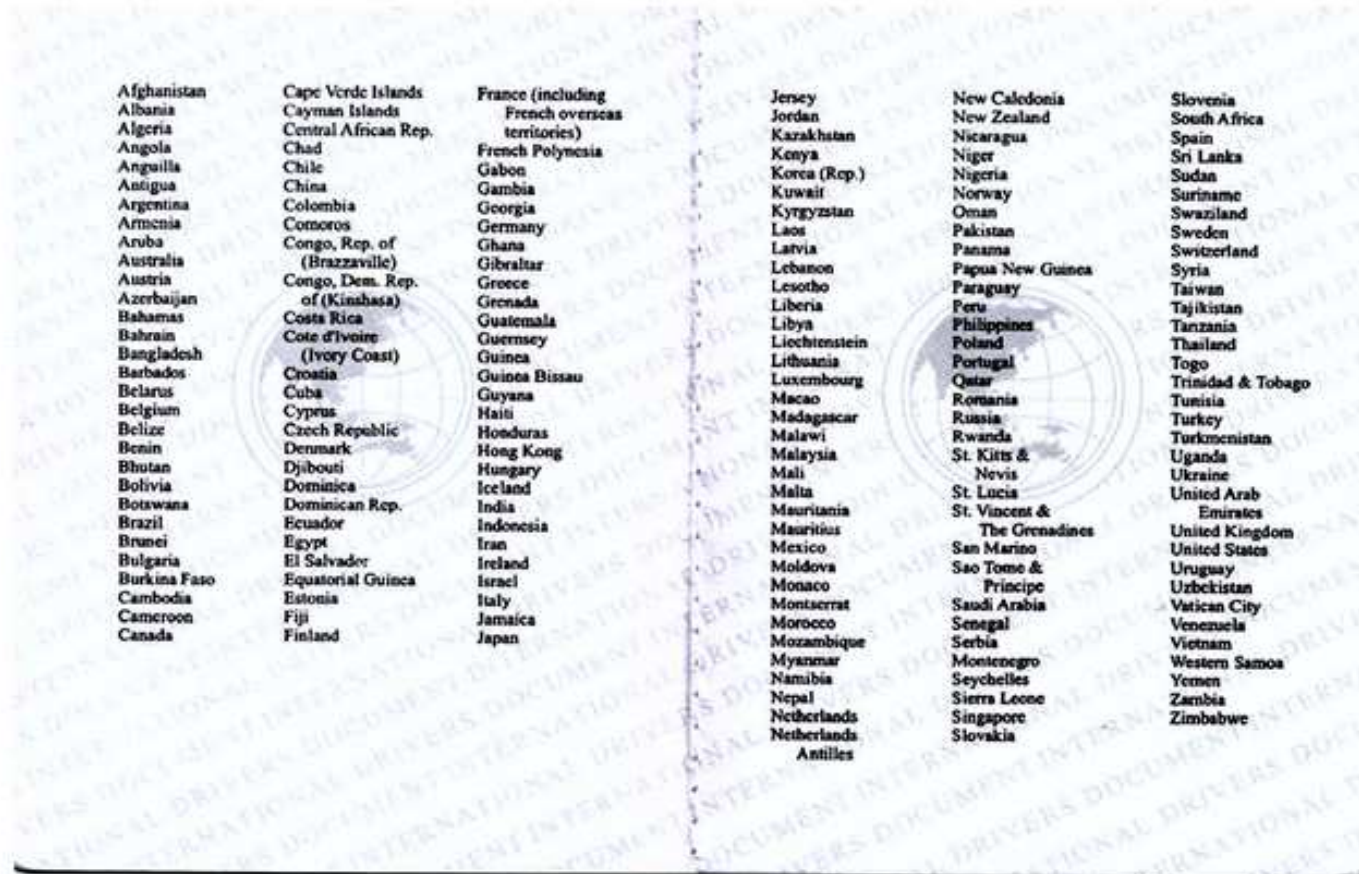 Afghanistan
Albania
Algeria
Angola
Anguilla
Antigua
Argentina
Armenia
Aruba
Australia
Austria
Azerbaijan
Bahamas
Bahrain
Bangladesh
Barbados
Belarus
Belgium
Belize
Benin
Bhutan
Bolivia
Botswana
Brazil
Brunei
Bulgaria
Burkina Faso
Cambodia
Cameroon
Canada
Cape Verde Islands
Cayman Islands
Central African Rep.
Chad
Chile
China
Colombia
Comoros
Congo, Rep. of
(Brazzaville)
Congo, Dem. Rep.
of (Kinshasa)
Costa Rica
Cote d'Ivoire
(Ivory Coast)
Croatia
Cuba
Cyprus
Czech Republic
Denmark
Djibouti
Dominica
Dominican Rep.
Ecuador
Egypt
El Salvador
Equatorial Guinea
Estonia
Fiji
Finland
France (including
French overseas
territories)
French Polynesia
Gabon
Gambia
Georgia
Germany
Ghana
Gibraltar
Greece
Grenada
Guatemala
Guernsey
Guinea
Guinea Bissau
Guyana
Haiti
Honduras
Hong Kong
Hungary
Iceland
India
Indonesia
Iran
Ireland
Israel
Italy
Jamaica
Japan
Jersey
Jordan
Kazakhstan
Kenya
Korea (Rep.)
Kuwait
Kyrgyzstan
Laos
Latvia
Lebanon
Lesotho
Liberia
Libya
Liechtenstein
Lithuania
Luxembourg
Macao
Madagascar
Malawi
Malaysia
Mali
Malta
Mauritania
Mauritius
Mexico
Moldova
Monaco
Montserrat
Morocco
Mozambique
Myanmar
Namibia
Nepal
Netherlands
Netherlands
Antilles
New Caledonia
New Zealand
Nicaragua
Niger
Nigeria
Norway
Oman
Pakistan
Panama
Papua New Guinea
Paraguay
Peru
Philippines
Poland
Portugal
Qatar
Romania
Russia
Rwanda
St. Kitts &
Nevis
St. Lucia
St. Vincent &
The Grenadines
San Marino
Sao Tome &
Principe
Saudi Arabia
Senegal
Serbia
Montenegro
Seychelles
Sierra Leone
Singapore
Slovakia
Slovenia
South Africa
Spain
Sri Lanka
Sudan
Suriname
Swaziland
Sweden
Switzerland
Syria
Taiwan
Tajikistan
Tanzania
Thailand
Togo
Trinidad & Tobago
Tunisia
Turkey
Turkmenistan
Uganda
Ukraine
United Arab
Emirates
United Kingdom
United States
Uruguay
Uzbekistan
Vatican City
Venezuela
Vietnam
Western Samoa
Yemen
Zambia
Zimbabwe